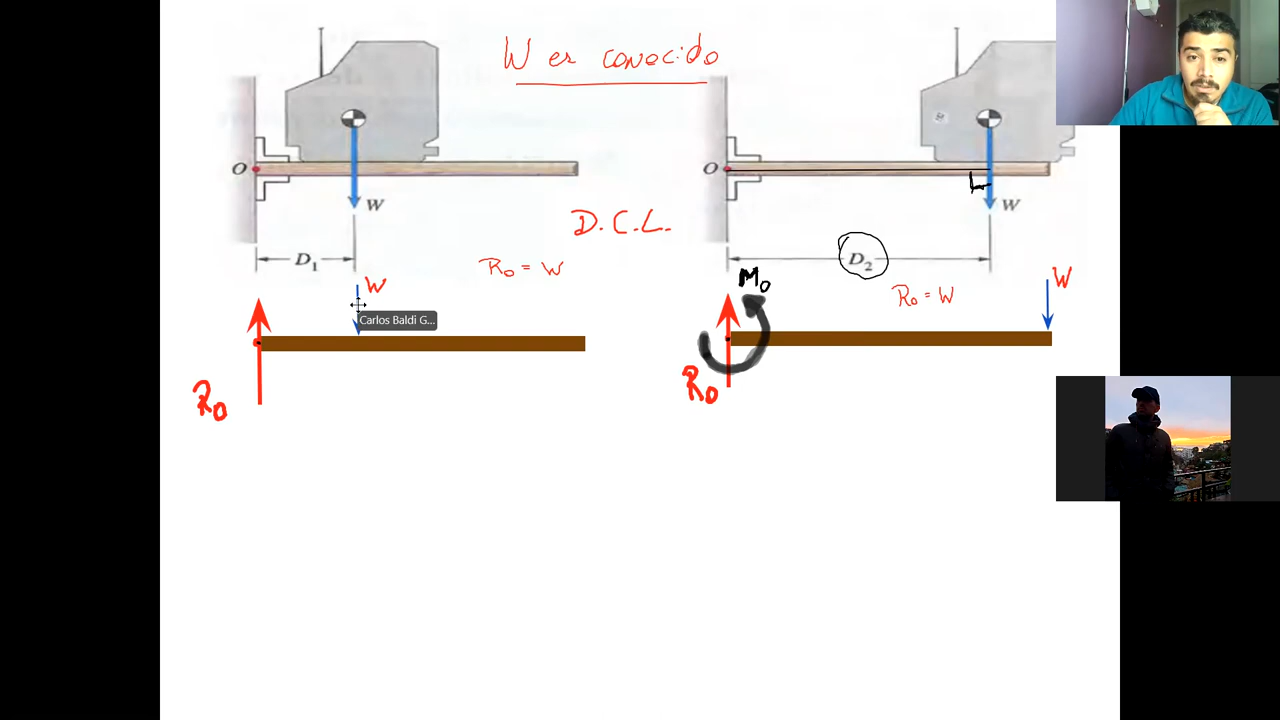 W es conocido
O
W
D₁
D.C.L.
R₀ = W
W
Carlos Baldi G...
R₀
O
W
D₂
M₀
R₀ = W
W
R₀